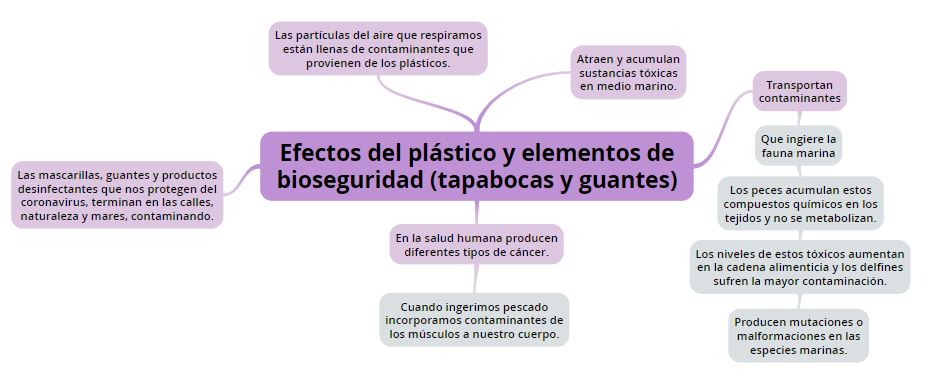 Las partículas del aire que respiramos
están llenas de contaminantes que
provienen de los plásticos.
Atraen y acumulan
sustancias tóxicas
en medio marino.
Transportan
contaminantes
Que ingiere la
fauna marina
Los peces acumulan estos
compuestos químicos en los
tejidos y no se metabolizan.
Los niveles de estos tóxicos aumentan
en la cadena alimenticia y los delfines
sufren la mayor contaminación.
Producen mutaciones o
malformaciones en las
especies marinas.
Efectos del plástico y elementos de
bioseguridad (tapabocas y guantes)
Las mascarillas, guantes y productos
desinfectantes que nos protegen del
coronavirus, terminan en las calles,
naturaleza y mares, contaminando.
En la salud humana producen
diferentes tipos de cáncer.
Cuando ingerimos pescado
incorporamos contaminantes de
los músculos a nuestro cuerpo.